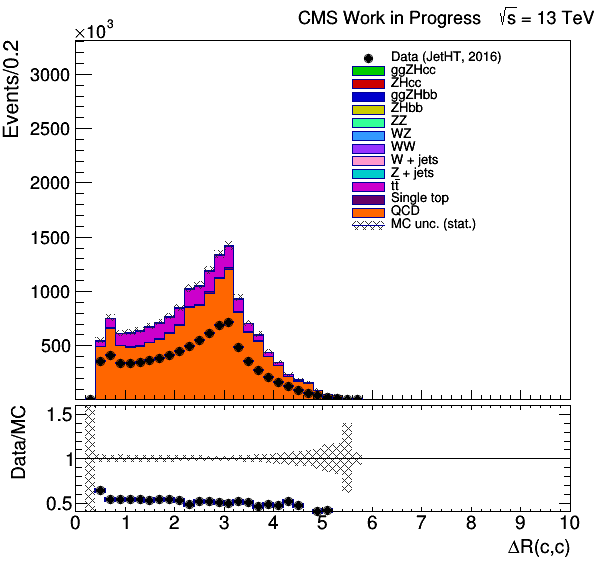 CMS Work in Progress √s = 13 TeV
×10³
Events/0.2
3000
2500
2000
1500
1000
500
Data (JetHT, 2016)
ggZHcc
ZHcc
ggZHbb
ZHbb
ZZ
WZ
WW
W + jets
Z + jets
tt̄
Single top
QCD
MC unc. (stat.)
Data/MC
1.5
1
0.5
0 1 2 3 4 5 6 7 8 9 10
ΔR(c,c)